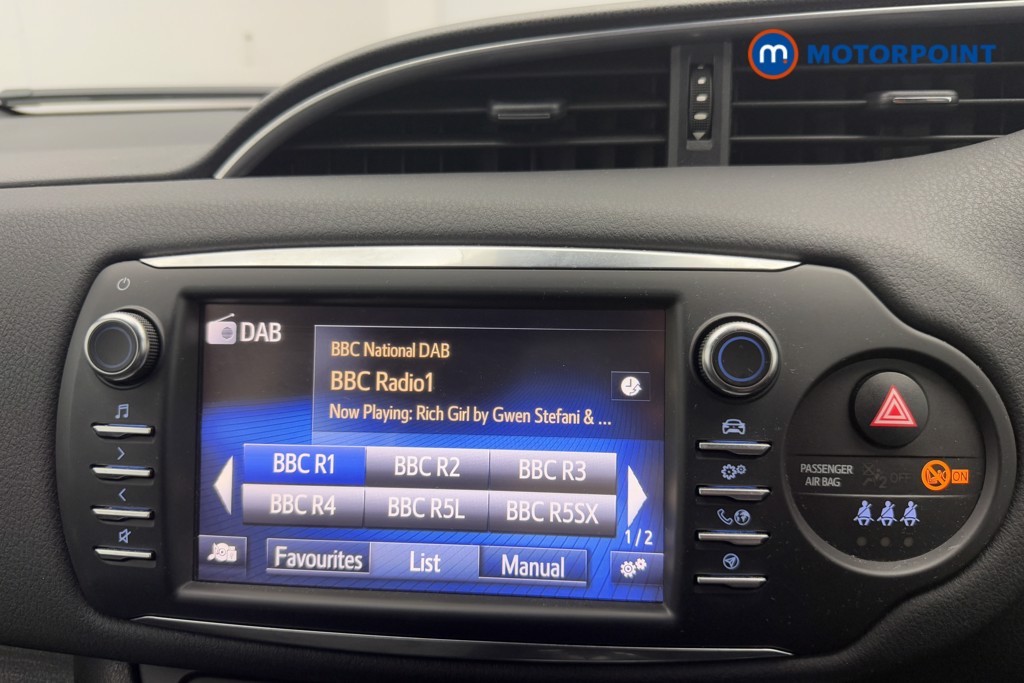 m MOTORPOINT
DAB
BBC National DAB
BBC Radio1
Now Playing: Rich Girl by Gwen Stefani & ...
BBC R1 BBC R2 BBC R3
BBC R4 BBC R5L BBC R5SX
1/2
Favourites List Manual
PASSENGER
AIR BAG
2 OFF
ON